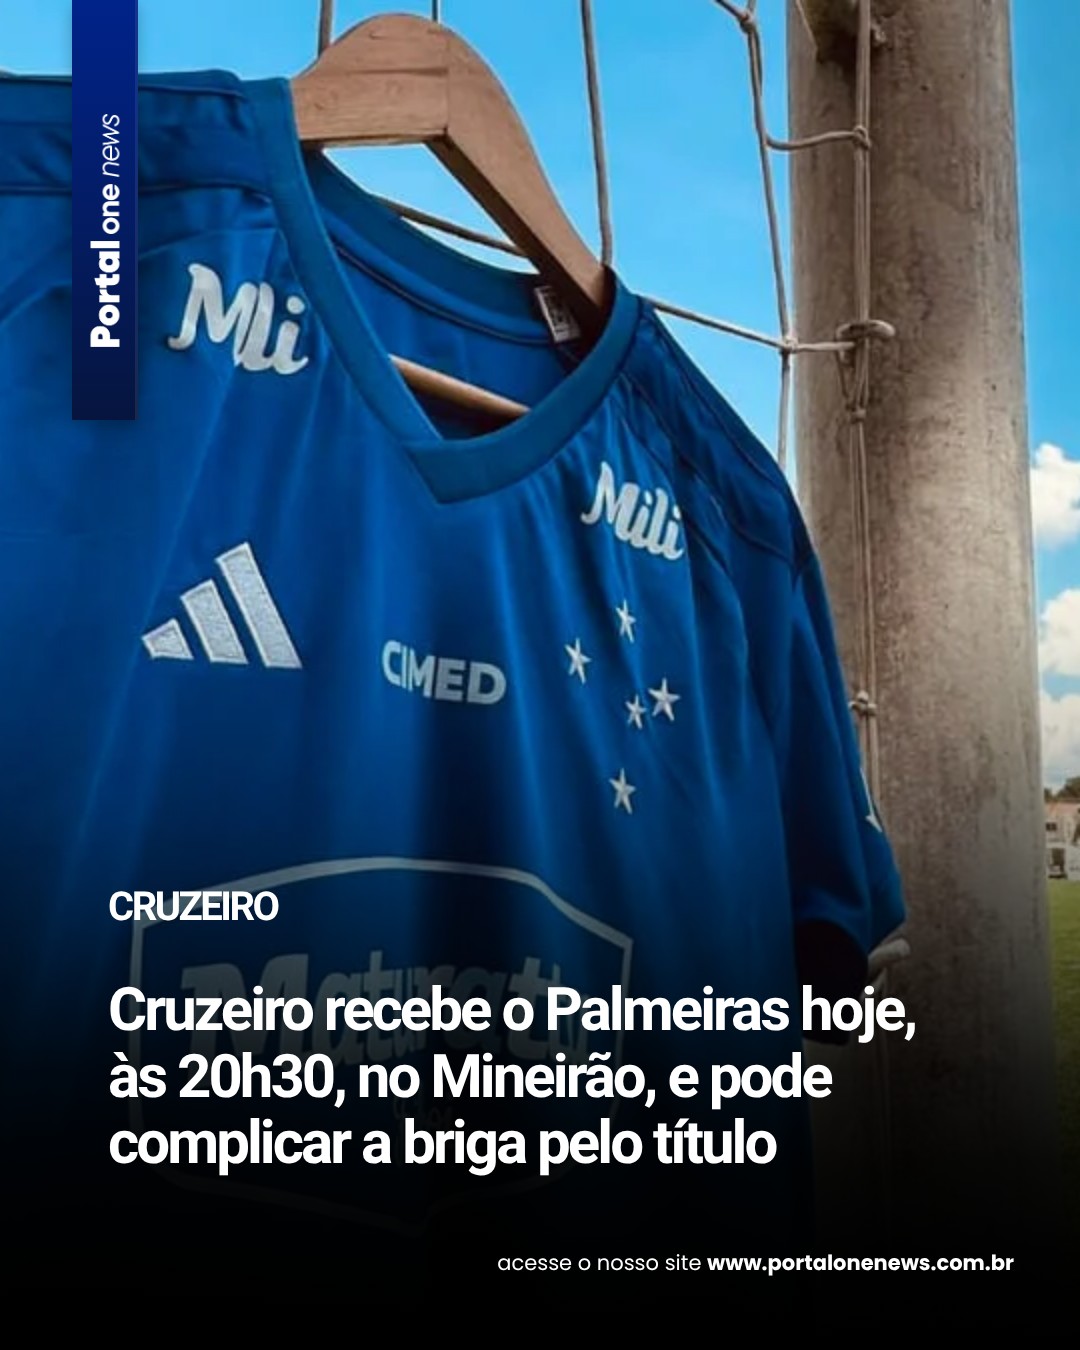 Portal one news
Mili
Mili
CIMED
CRUZEIRO
Maturatta
Cruzeiro recebe o Palmeiras hoje,
às 20h30, no Mineirão, e pode
complicar a briga pelo título
acesse o nosso site www.portalonenews.com.br